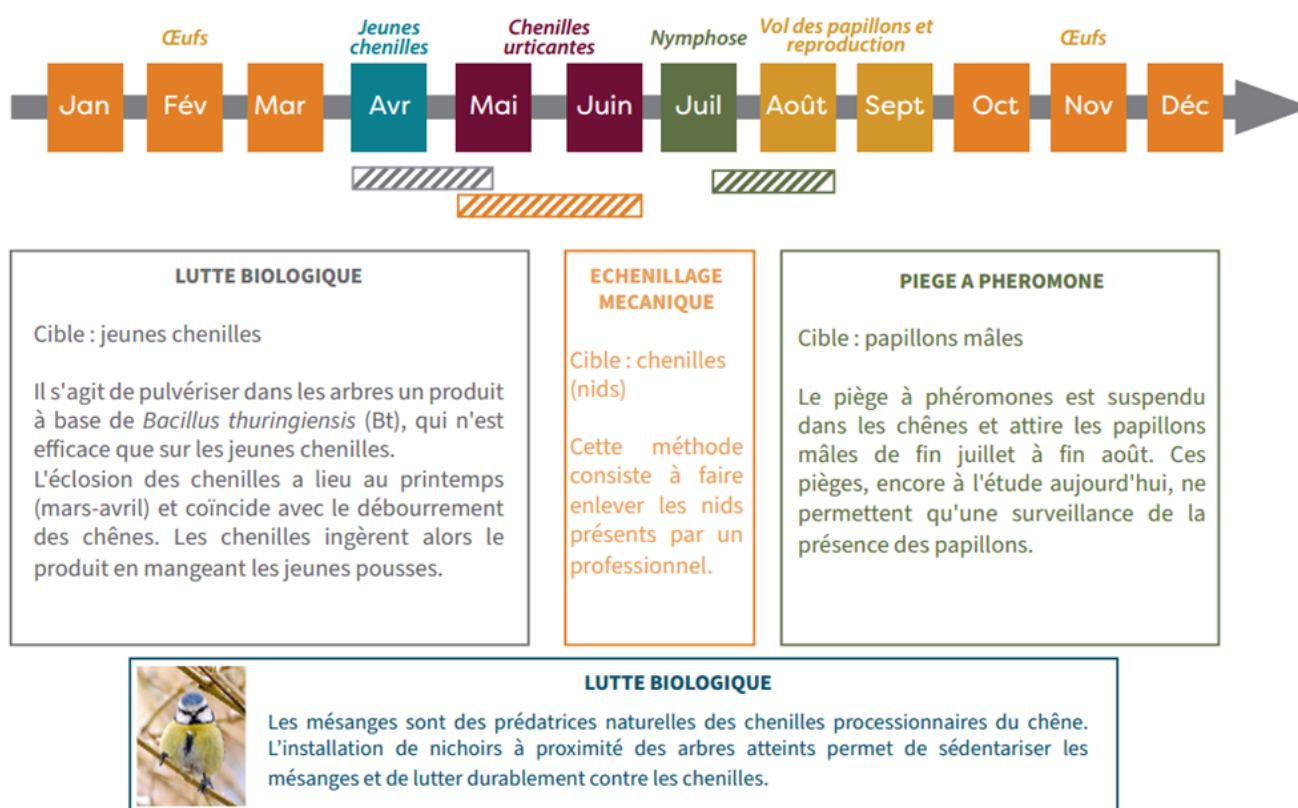 Œufs
Jeunes
chenilles
Chenilles
urticantes
Nymphose
Vol des papillons et
reproduction
Œufs
Jan Fév Mar Avr Mai Juin Juil Août Sept Oct Nov Déc
LUTTE BIOLOGIQUE
Cible : jeunes chenilles
Il s'agit de pulvériser dans les arbres un produit
à base de Bacillus thuringiensis (Bt), qui n'est
efficace que sur les jeunes chenilles.
L'éclosion des chenilles a lieu au printemps
(mars-avril) et coïncide avec le débourrement
des chênes. Les chenilles ingèrent alors le
produit en mangeant les jeunes pousses.
ECHENILLAGE
MECANIQUE
Cible : chenilles
(nids)
Cette méthode
consiste à faire
enlever les nids
présents par un
professionnel.
PIEGE A PHEROMONE
Cible : papillons mâles
Le piège à phéromones est suspendu
dans les chênes et attire les papillons
mâles de fin juillet à fin août. Ces
pièges, encore à l'étude aujourd'hui, ne
permettent qu'une surveillance de la
présence des papillons.
LUTTE BIOLOGIQUE
Les mésanges sont des prédatrices naturelles des chenilles processionnaires du chêne.
L’installation de nichoirs à proximité des arbres atteints permet de sédentariser les
mésanges et de lutter durablement contre les chenilles.